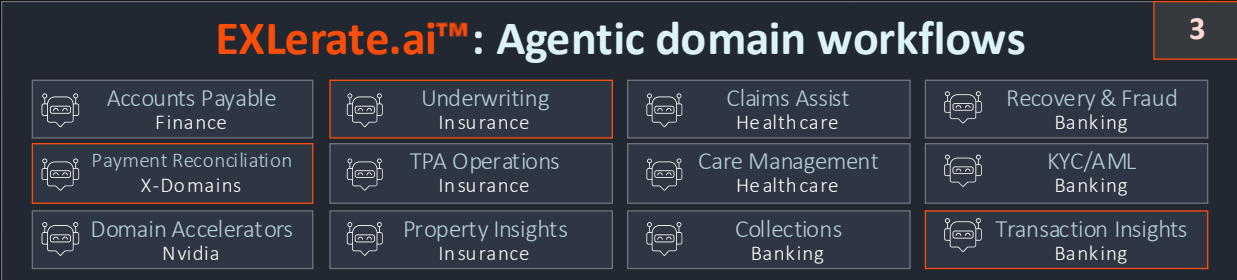 EXLerate.ai™: Agentic domain workflows
3
Accounts Payable
Finance
Underwriting
Insurance
Claims Assist
Healthcare
Recovery & Fraud
Banking
Payment Reconciliation
X-Domains
TPA Operations
Insurance
Care Management
Healthcare
KYC/AML
Banking
Domain Accelerators
Nvidia
Property Insights
Insurance
Collections
Banking
Transaction Insights
Banking